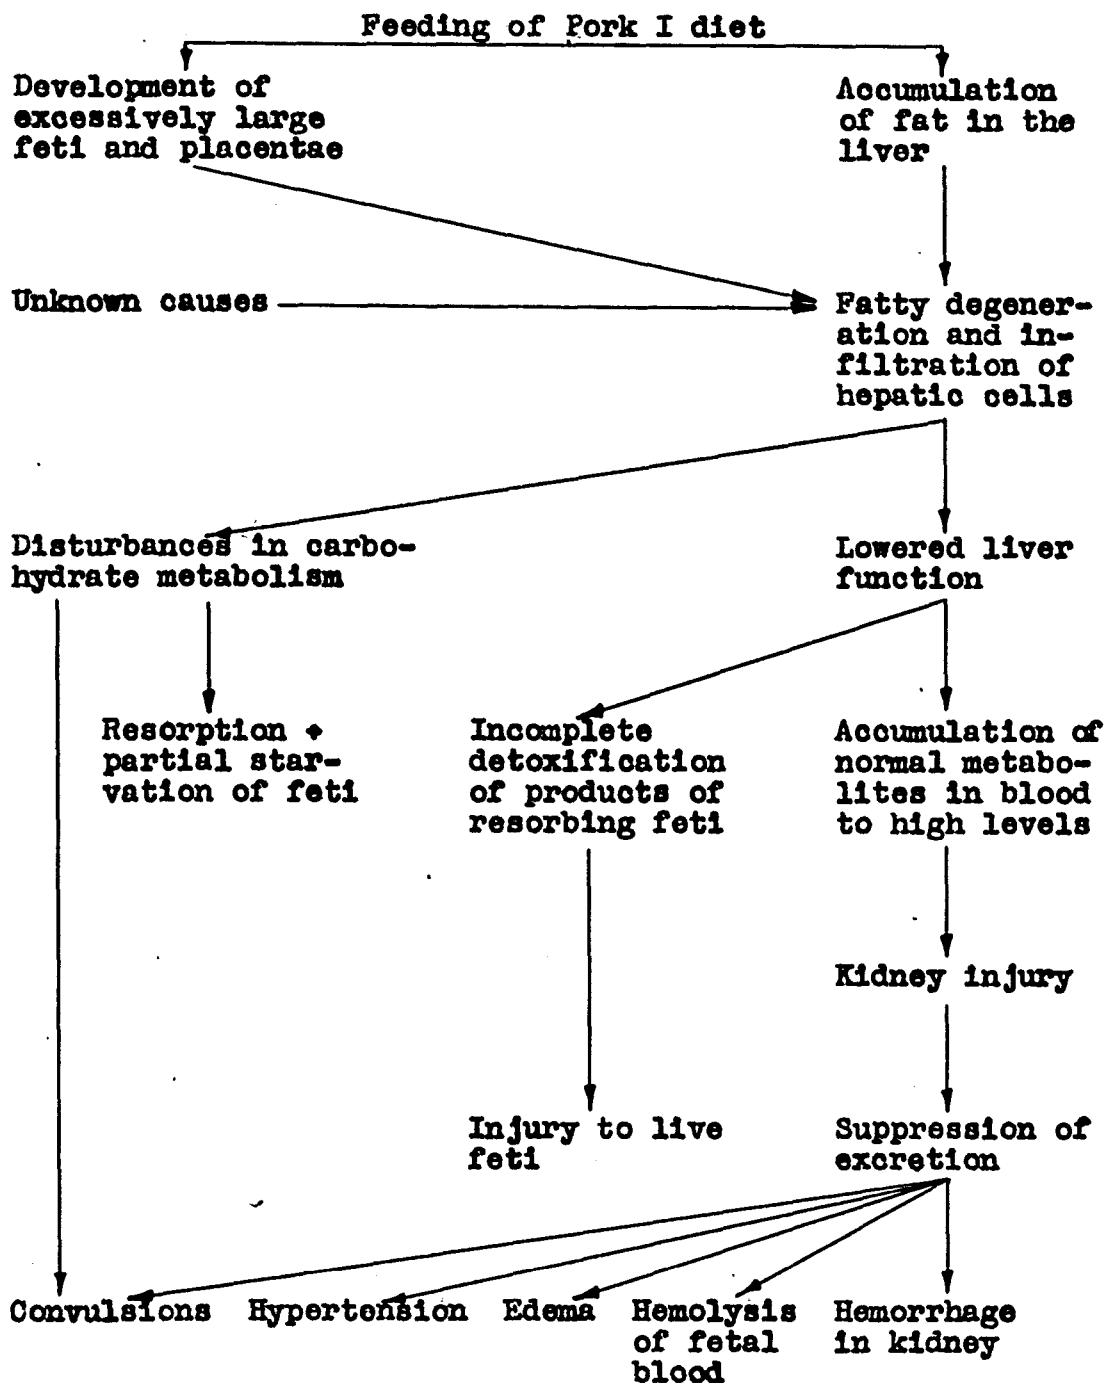 Feeding of Pork I diet
Development of
excessively large
feti and placentae
Accumulation
of fat in the
liver
Unknown causes
Fatty degener-
ation and in-
filtration of
hepatic cells
Disturbances in carbo-
hydrate metabolism
Lowered liver
function
Resorption +
partial star-
vation of feti
Incomplete
detoxification
of products of
resorbing feti
Accumulation of
normal metabo-
lites in blood
to high levels
Kidney injury
Injury to live
feti
Suppression of
excretion
Convulsions
Hypertension
Edema
Hemolysis
of fetal
blood
Hemorrhage
in kidney